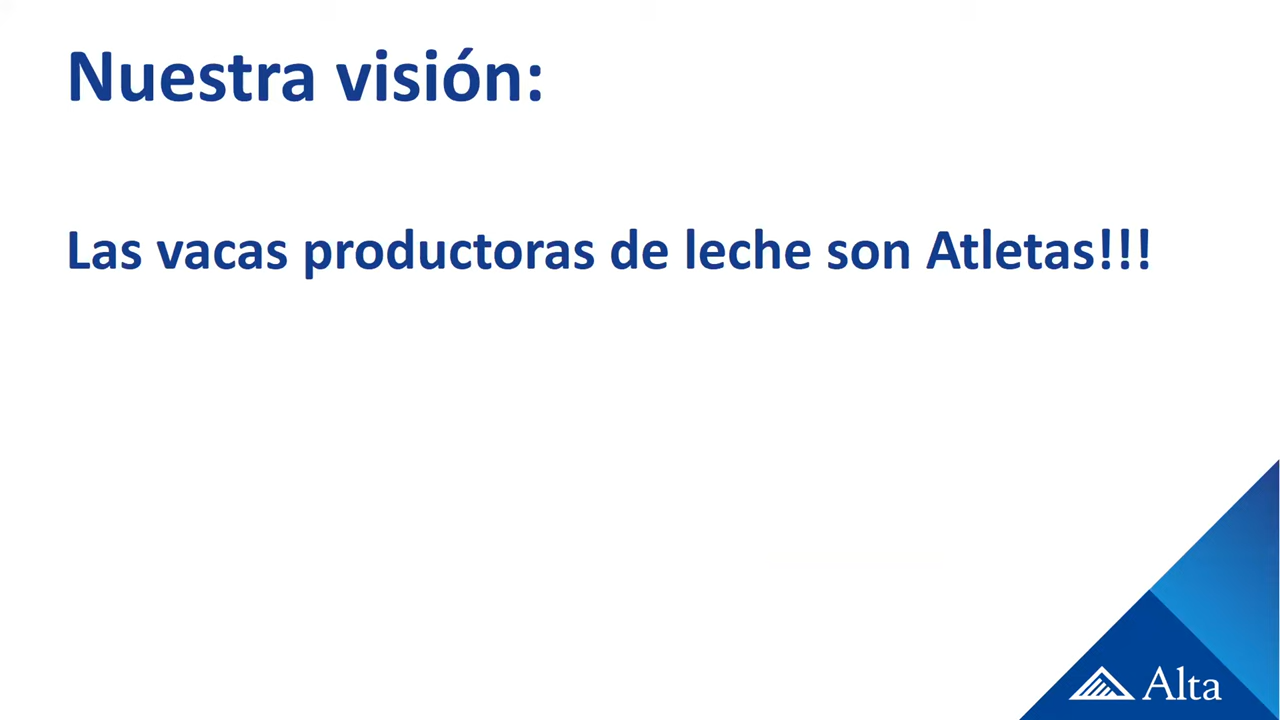 Nuestra visión:
Las vacas productoras de leche son Atletas!!!
Alta